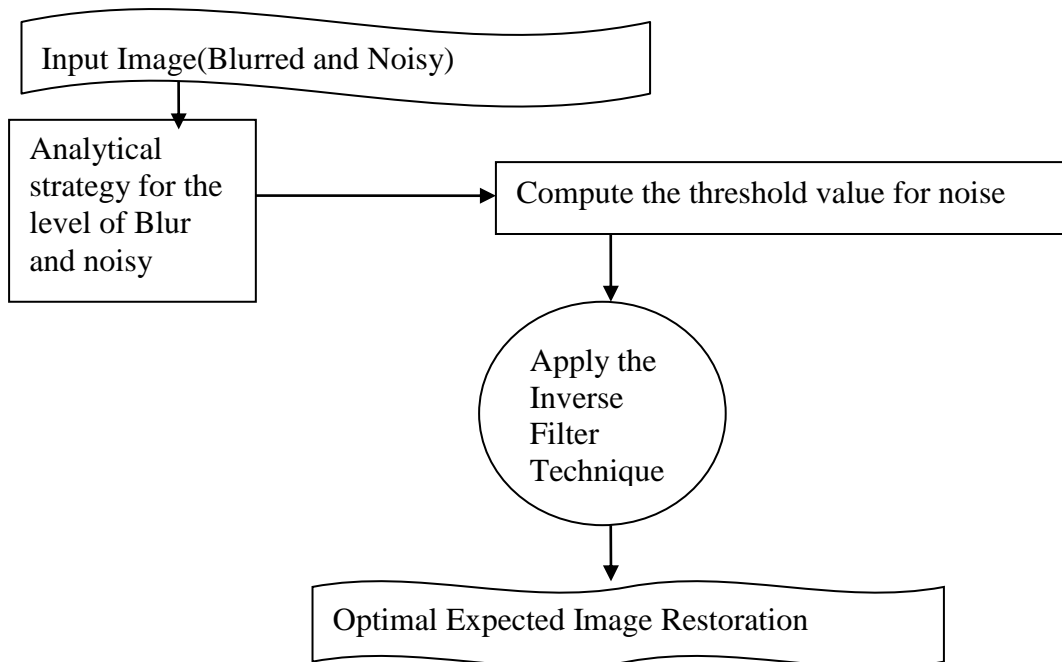 Input Image(Blurred and Noisy)
Analytical
strategy for the
level of Blur
and noisy
Compute the threshold value for noise
Apply the
Inverse
Filter
Technique
Optimal Expected Image Restoration